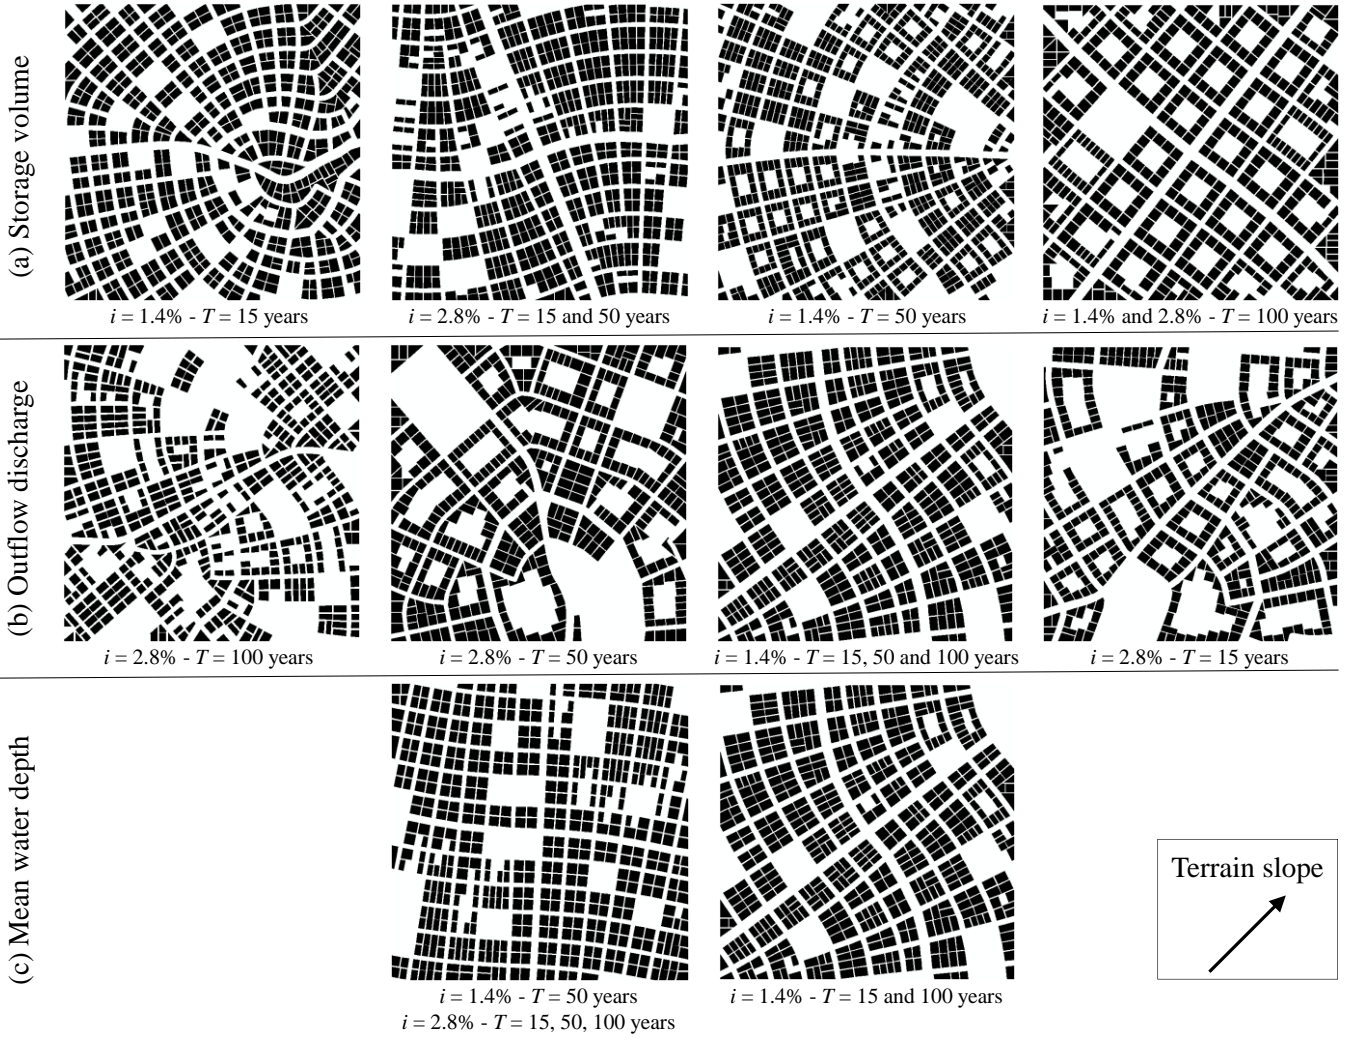 (a) Storage volume
i = 1.4% - T = 15 years
i = 2.8% - T = 15 and 50 years
i = 1.4% - T = 50 years
i = 1.4% and 2.8% - T = 100 years
(b) Outflow discharge
i = 2.8% - T = 100 years
i = 2.8% - T = 50 years
i = 1.4% - T = 15, 50 and 100 years
i = 2.8% - T = 15 years
(c) Mean water depth
i = 1.4% - T = 50 years
i = 2.8% - T = 15, 50, 100 years
i = 1.4% - T = 15 and 100 years
Terrain slope